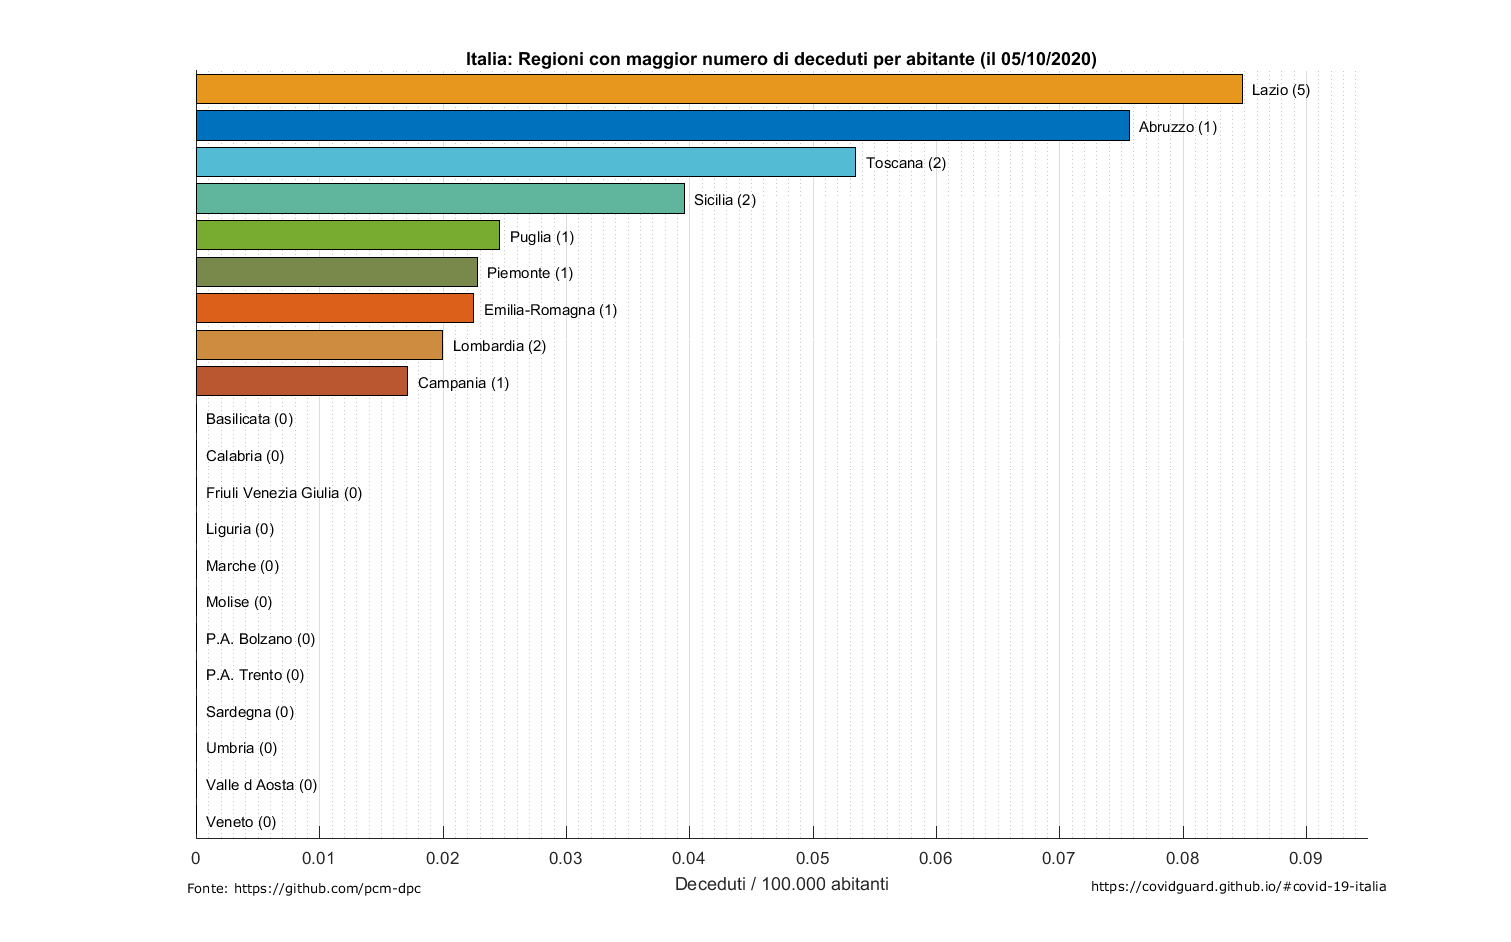 Italia: Regioni con maggior numero di deceduti per abitante (il 05/10/2020)
Lazio (5)
Abruzzo (1)
Toscana (2)
Sicilia (2)
Puglia (1)
Piemonte (1)
Emilia-Romagna (1)
Lombardia (2)
Campania (1)
Basilicata (0)
Calabria (0)
Friuli Venezia Giulia (0)
Liguria (0)
Marche (0)
Molise (0)
P.A. Bolzano (0)
P.A. Trento (0)
Sardegna (0)
Umbria (0)
Valle d Aosta (0)
Veneto (0)
0 0.01 0.02 0.03 0.04 0.05 0.06 0.07 0.08 0.09
Deceduti / 100.000 abitanti
Fonte: https://github.com/pcm-dpc
https://covidguard.github.io/#covid-19-italia